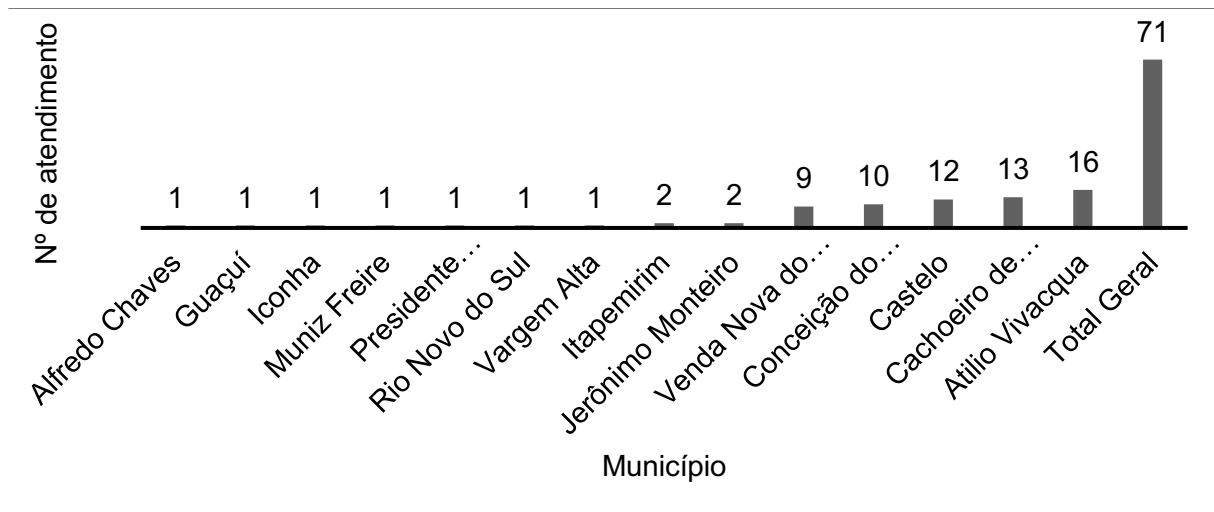 Nº de atendimento
1
1
1
1
1
1
1
2
2
9
10
12
13
16
71
Alfredo Chaves
Guaçuí
Iconha
Muniz Freire
Presidente…
Rio Novo do Sul
Vargem Alta
Itapemirim
Jerônimo Monteiro
Venda Nova do…
Conceição do…
Castelo
Cachoeiro de…
Atilio Vivacqua
Total Geral
Município